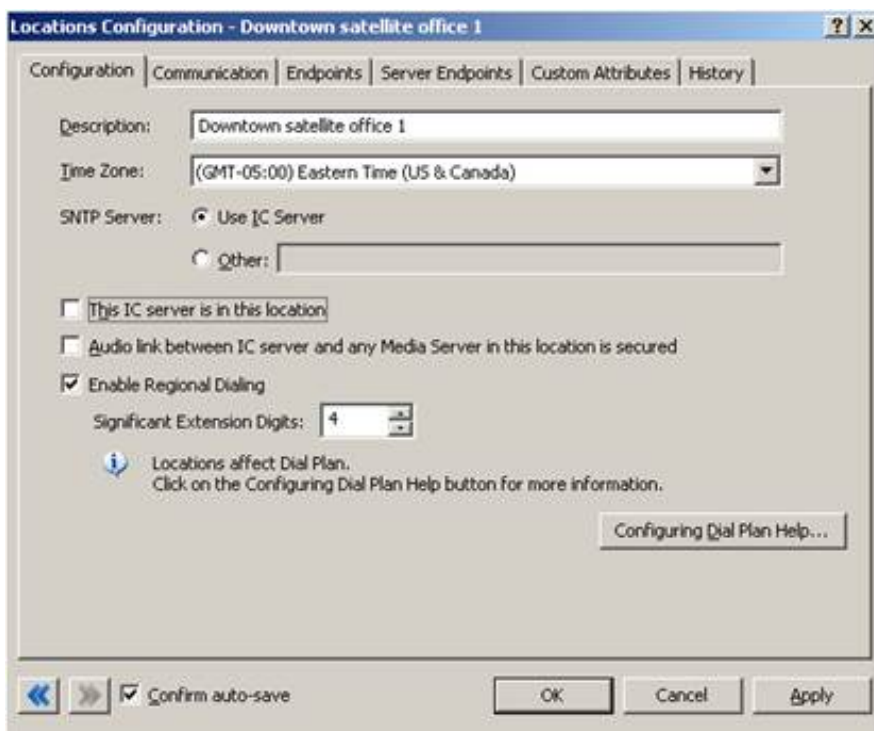 Locations Configuration - Downtown satellite office 1
Configuration Communication Endpoints Server Endpoints Custom Attributes History
Description: Downtown satellite office 1
Time Zone: (GMT-05:00) Eastern Time (US & Canada)
SNTP Server: Use IC Server
Other:
This IC server is in this location
Audio link between IC server and any Media Server in this location is secured
Enable Regional Dialing
Significant Extension Digits: 4
Locations affect Dial Plan.
Click on the Configuring Dial Plan Help button for more information.
Configuring Dial Plan Help...
Confirm auto-save OK Cancel Apply